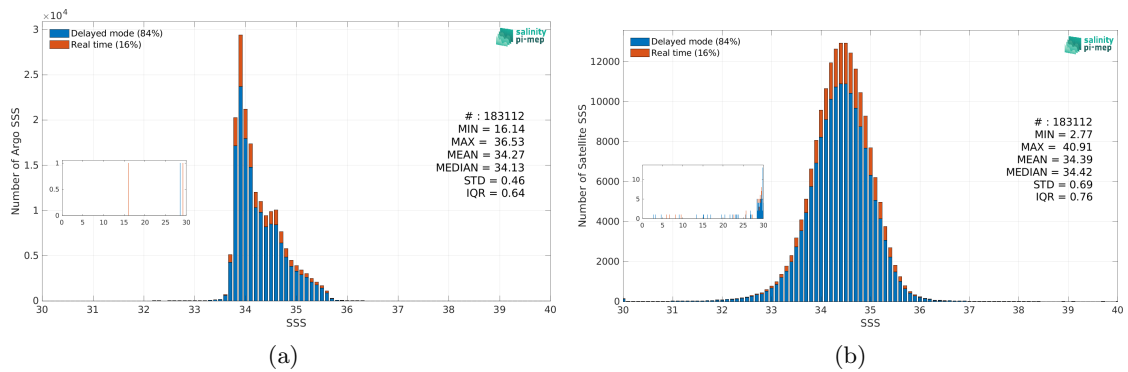 ×10⁴
Delayed mode (84%)
Real time (16%)
salinity
pi-mep
3
2.5
2
1.5
1
0.5
0
Number of Argo SSS
# : 183112
MIN = 16.14
MAX = 36.53
MEAN = 34.27
MEDIAN = 34.13
STD = 0.46
IQR = 0.64
1
0.5
0
0 5 10 15 20 25 30
30 31 32 33 34 35 36 37 38 39 40
SSS
(a)
Delayed mode (84%)
Real time (16%)
salinity
pi-mep
12000
10000
8000
6000
4000
2000
0
Number of Satellite SSS
# : 183112
MIN = 2.77
MAX = 40.91
MEAN = 34.39
MEDIAN = 34.42
STD = 0.69
IQR = 0.76
10
5
0
0 5 10 15 20 25 30
30 31 32 33 34 35 36 37 38 39 40
SSS
(b)